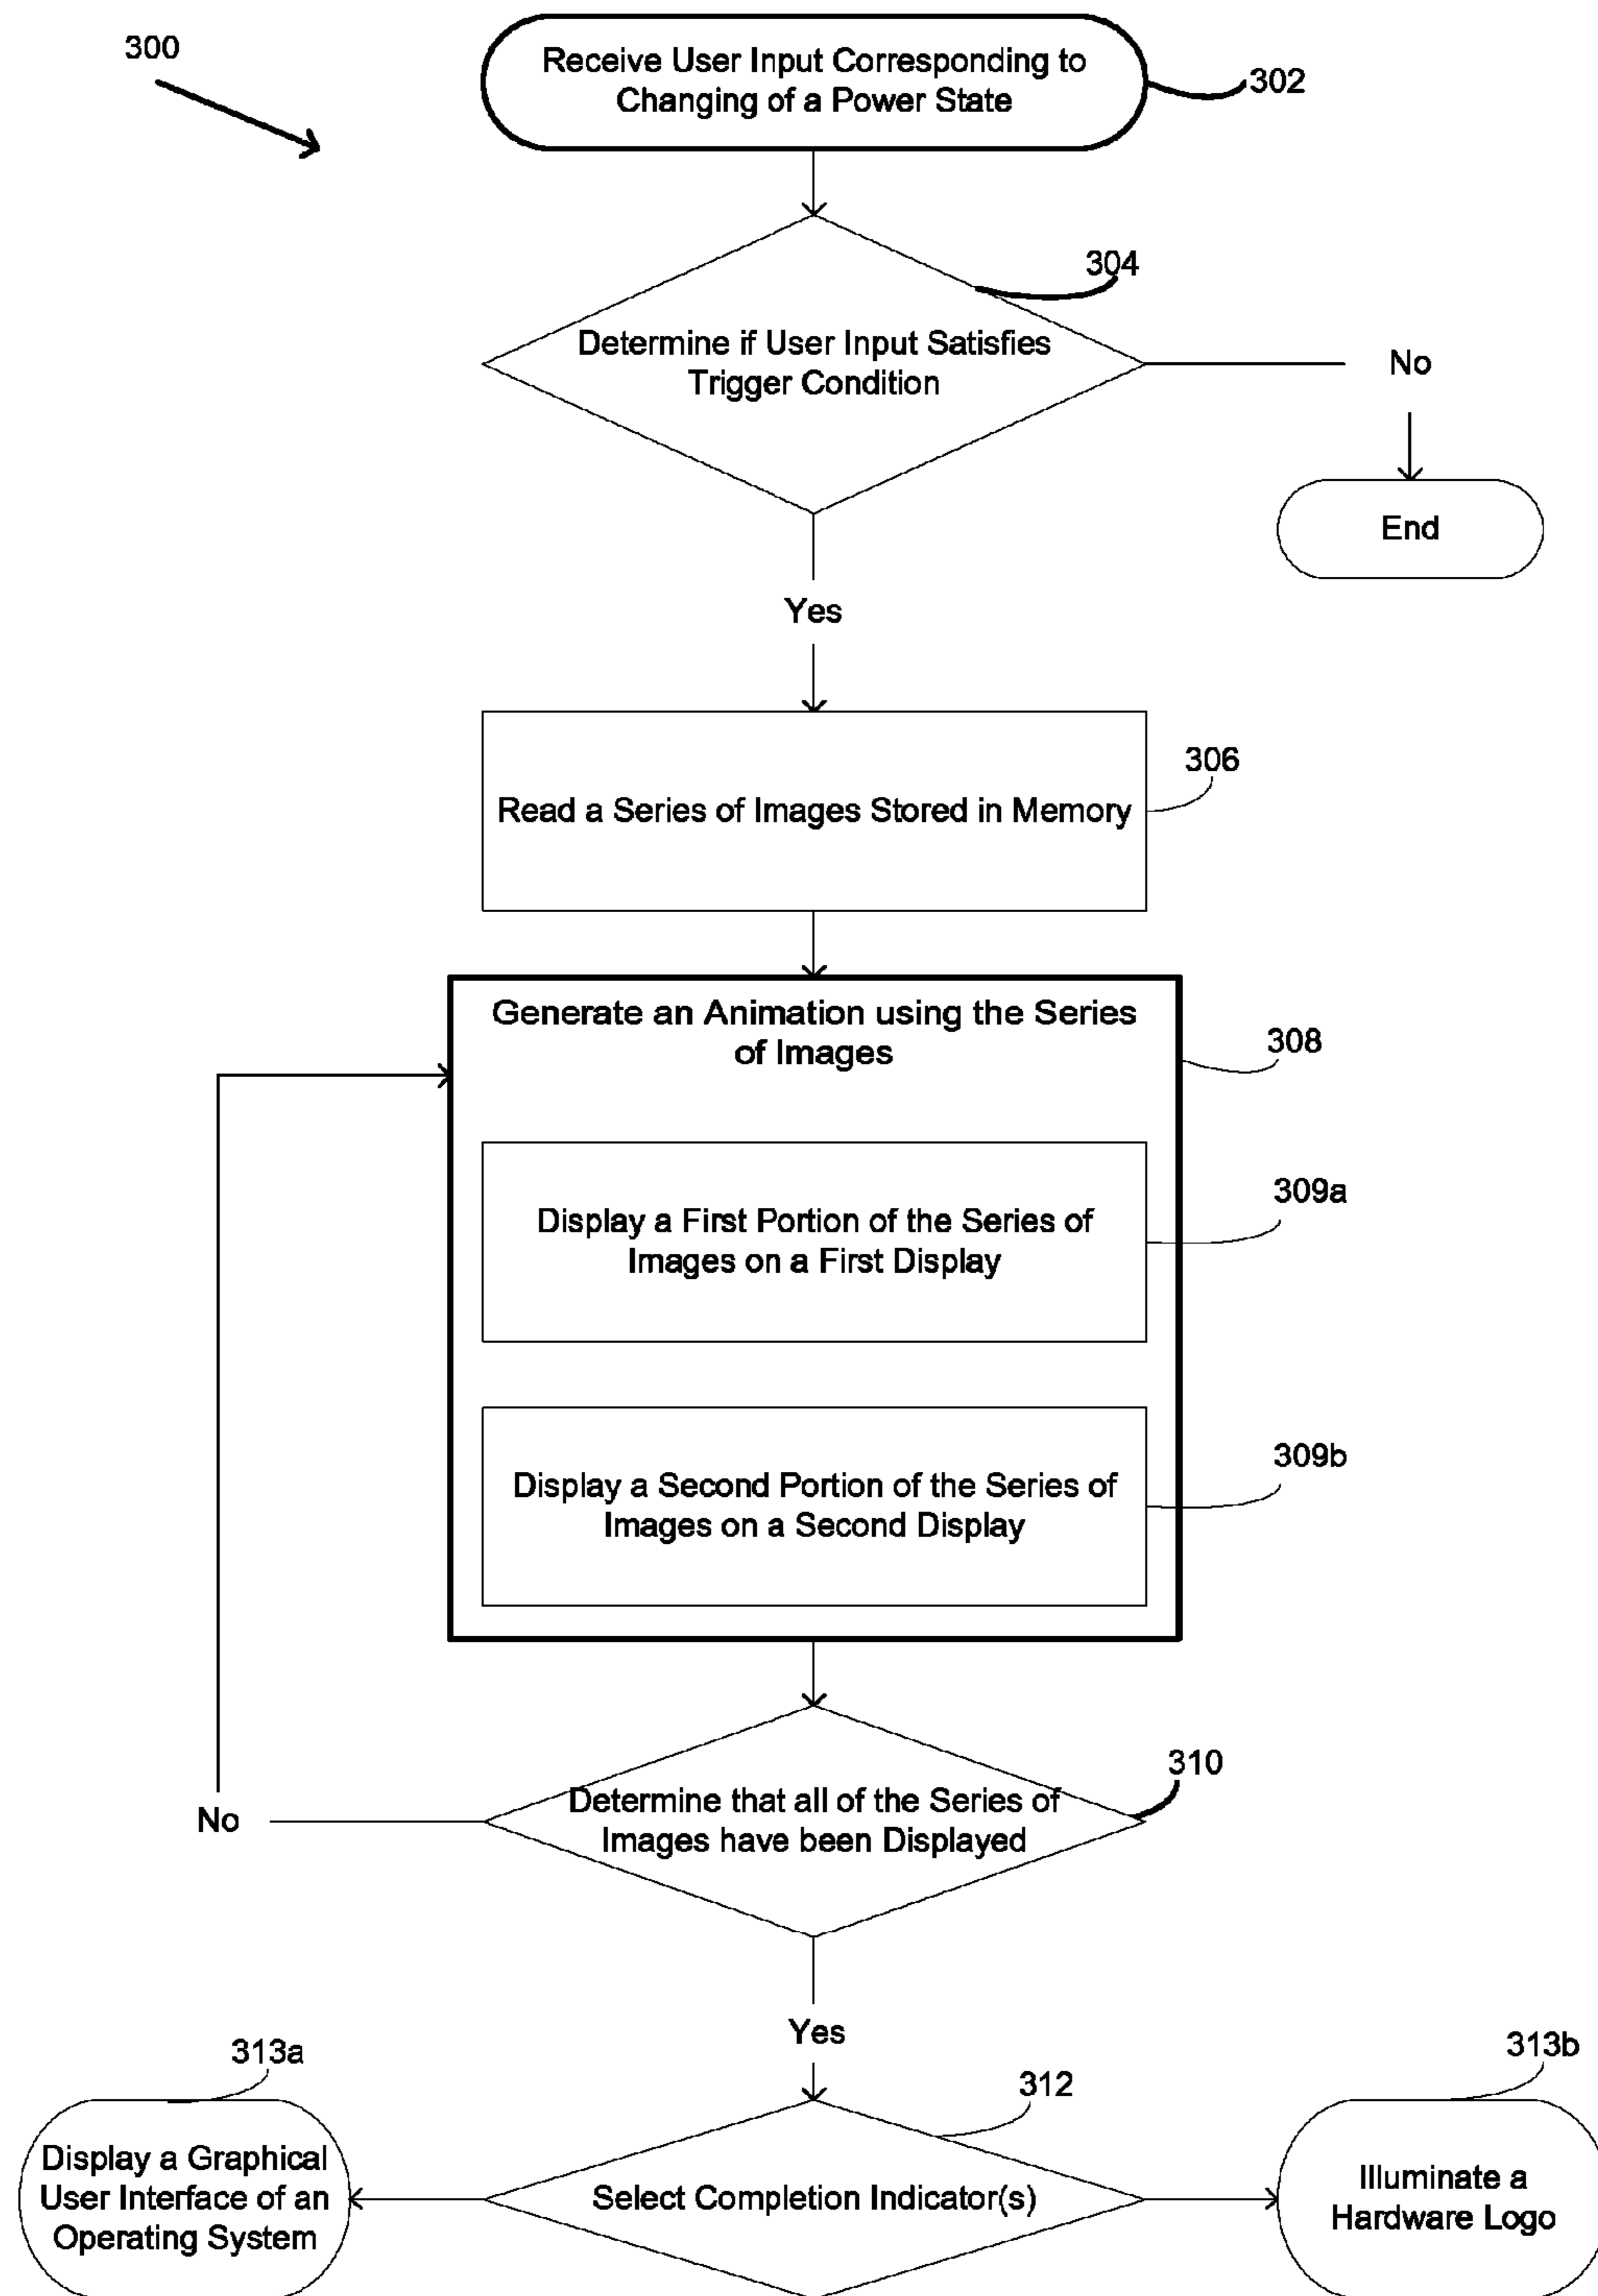 300
Receive User Input Corresponding to
Changing of a Power State
302
304
Determine if User Input Satisfies
Trigger Condition
No
End
Yes
306
Read a Series of Images Stored in Memory
Generate an Animation using the Series
of Images
308
309a
Display a First Portion of the Series of
Images on a First Display
309b
Display a Second Portion of the Series of
Images on a Second Display
310
Determine that all of the Series of
Images have been Displayed
No
Yes
313a
312
313b
Display a Graphical
User Interface of an
Operating System
Select Completion Indicator(s)
Illuminate a
Hardware Logo